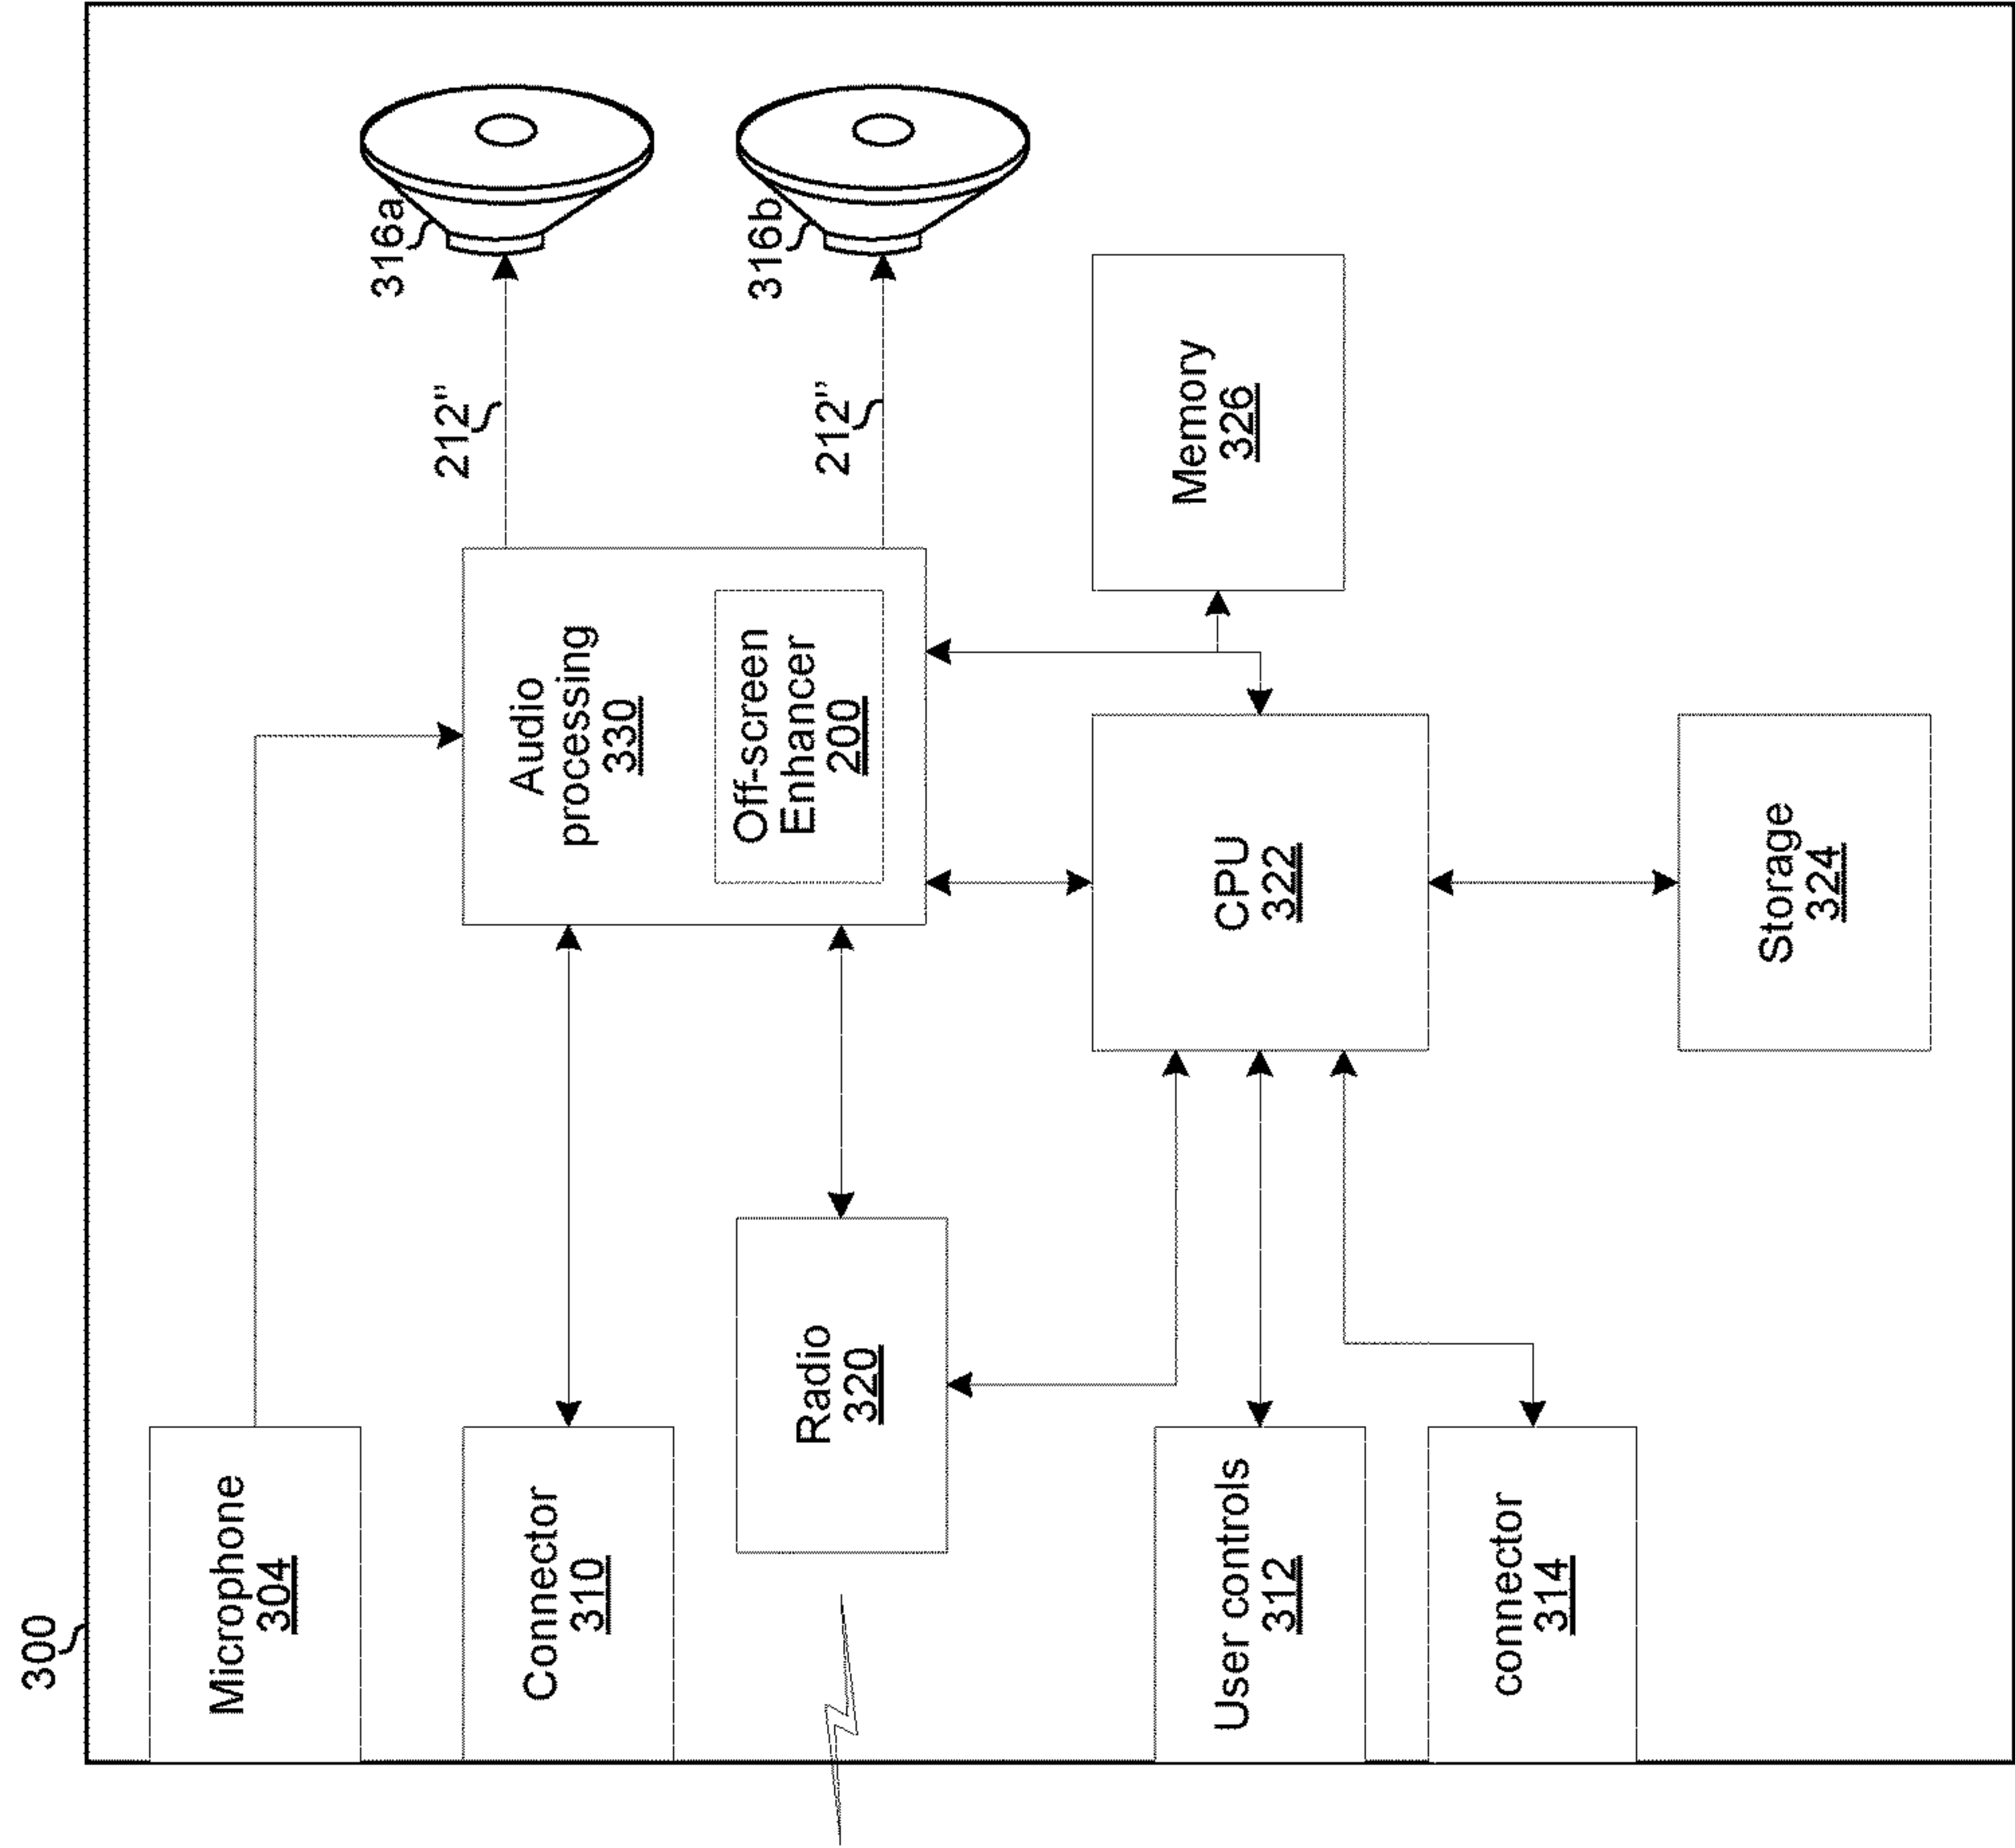 300
Microphone
304
Connector
310
Radio
320
User controls
312
connector
314
Audio
processing
330
Off-screen
Enhancer
200
CPU
322
Storage
324
Memory
326
212"
316a
212"
316b